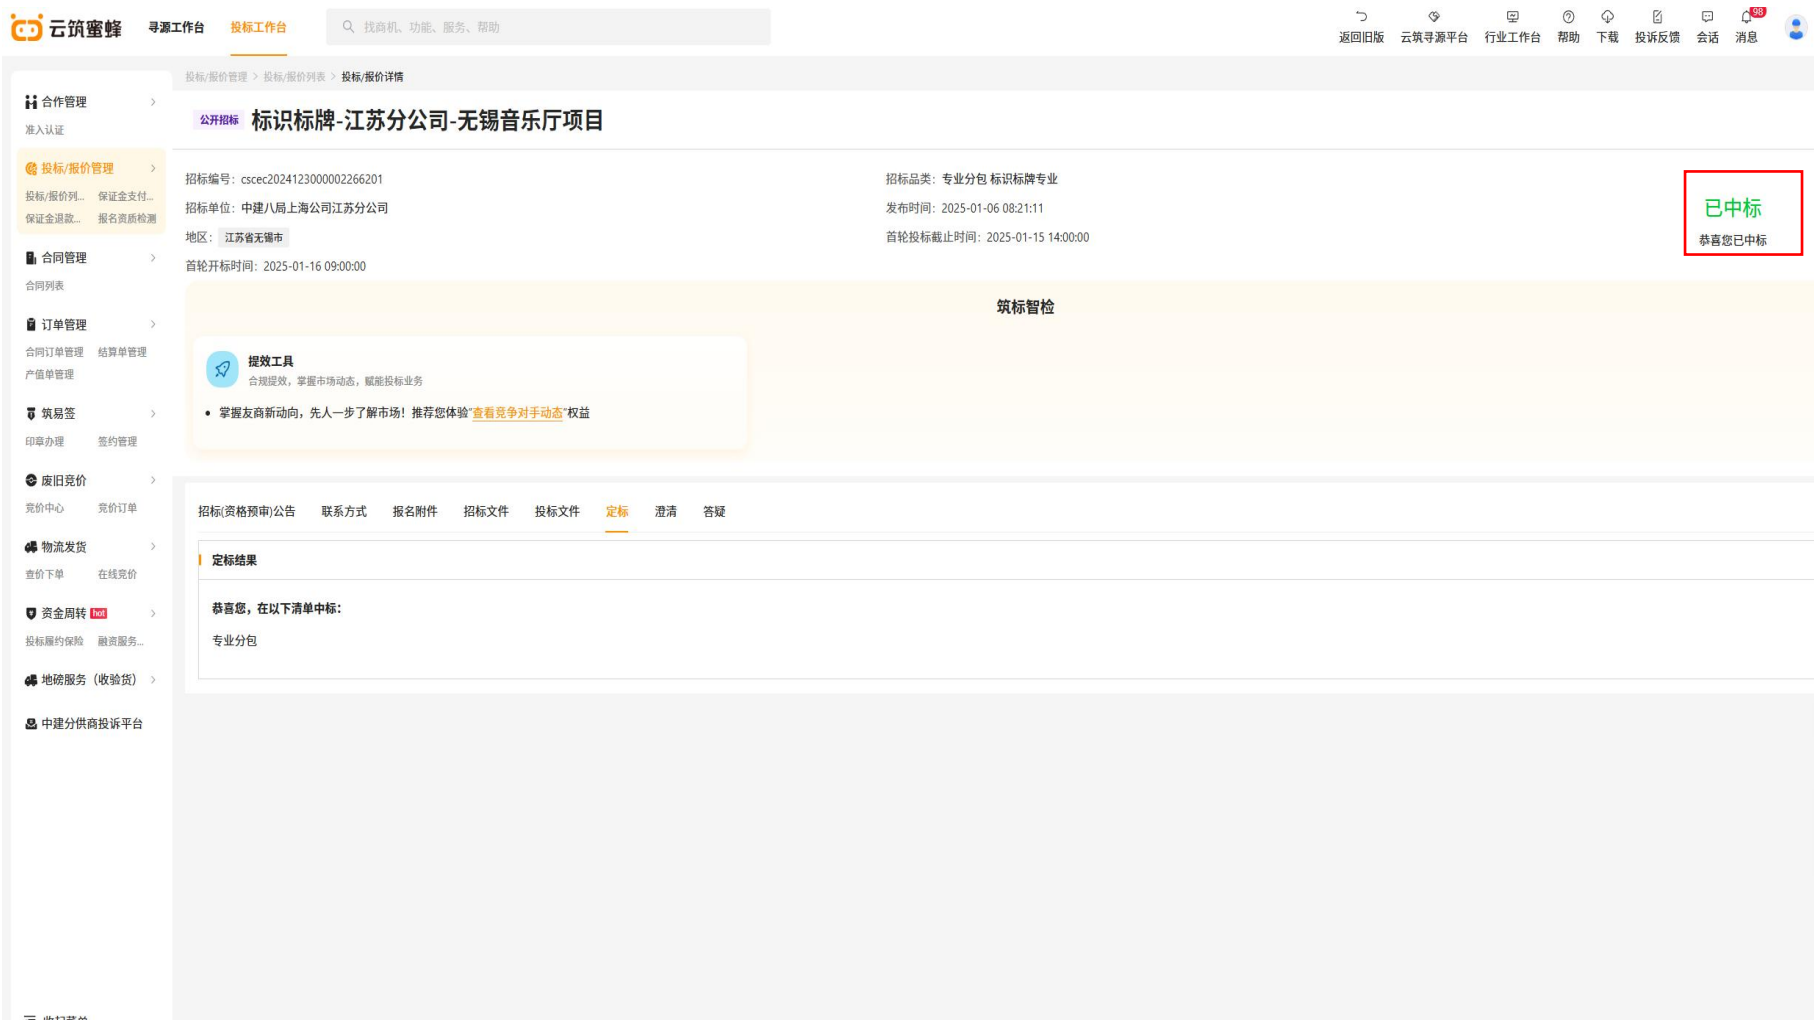 云筑蜜蜂 寻源工作台 投标工作台 找商机、功能、服务、帮助 返回旧版 云筑寻源平台 行业工作台 帮助 下载 投诉反馈 会话 消息 98
投标/报价管理 > 投标/报价列表 > 投标/报价详情
合作管理
准入认证
投标/报价管理
投标/报价列... 保证金支付...
保证金退款... 报名资质检测
合同管理
合同列表
订单管理
合同订单管理 结算单管理
产值单管理
筑易签
印章办理 签约管理
废旧竞价
竞价中心 竞价订单
物流发货
查价下单 在线竞价
资金周转 hot
投标履约保险 融资服务...
地磅服务（收验货）
中建分供商投诉平台
收起菜单
公开招标 标识标牌-江苏分公司-无锡音乐厅项目
招标编号：cscec2024123000002266201 招标品类：专业分包 标识标牌专业
招标单位：中建八局上海公司江苏分公司 发布时间：2025-01-06 08:21:11
地区：江苏省无锡市 首轮投标截止时间：2025-01-15 14:00:00
首轮开标时间：2025-01-16 09:00:00
已中标
恭喜您已中标
筑标智检
提效工具
合规提效，掌握市场动态，赋能投标业务
• 掌握友商新动向，先人一步了解市场！推荐您体验"查看竞争对手动态"权益
招标(资格预审)公告 联系方式 报名附件 招标文件 投标文件 定标 澄清 答疑
定标结果
恭喜您，在以下清单中标：
专业分包